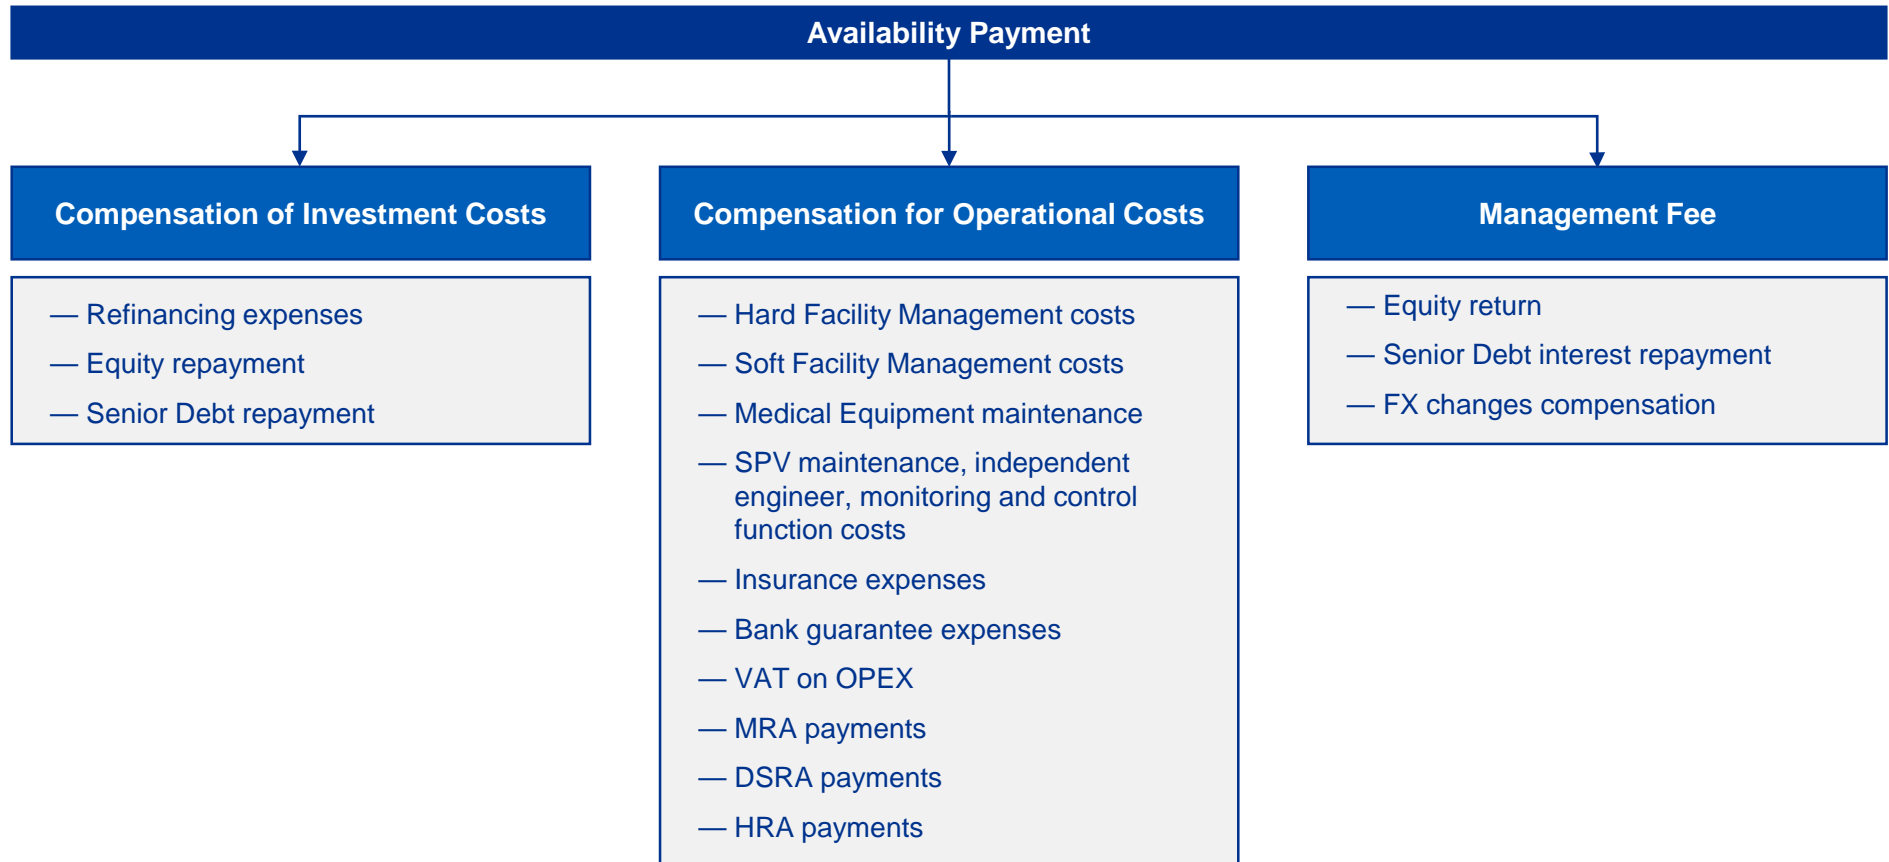 Availability Payment
Compensation of Investment Costs
— Refinancing expenses
— Equity repayment
— Senior Debt repayment
Compensation for Operational Costs
— Hard Facility Management costs
— Soft Facility Management costs
— Medical Equipment maintenance
— SPV maintenance, independent
engineer, monitoring and control
function costs
— Insurance expenses
— Bank guarantee expenses
— VAT on OPEX
— MRA payments
— DSRA payments
— HRA payments
Management Fee
— Equity return
— Senior Debt interest repayment
— FX changes compensation